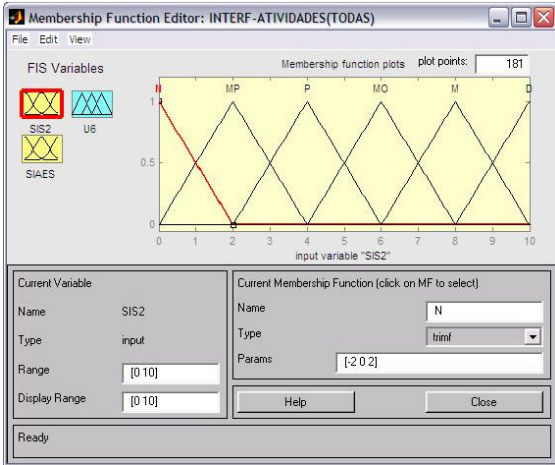 Membership Function Editor: INTERF-ATIVIDADES(TODAS)
File Edit View
FIS Variables
Membership function plots plot points: 181
SIS2 U6
SIAES
N MP P MO M D
1
0.5
0
0 1 2 3 4 5 6 7 8 9 10
input variable "SIS2"
Current Variable
Name SIS2
Type input
Range [0 10]
Display Range [0 10]
Current Membership Function (click on MF to select)
Name N
Type trimf
Params [-2 0 2]
Help Close
Ready